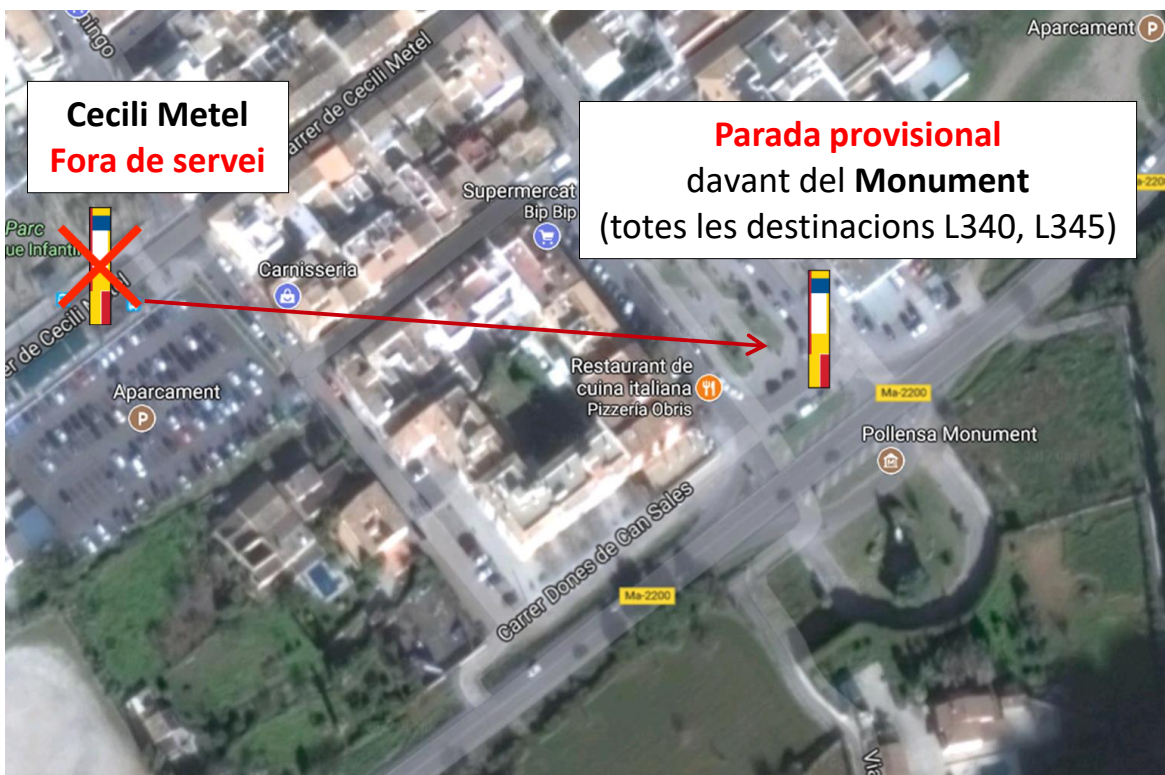 Aparcament
P
Cecili Metel
Fora de servei
Carrer de Cecili Metel
Parada provisional
davant del Monument
(totes les destinacions L340, L345)
Supermercat
Bip Bip
Parc
Carnisseria
Aparcament
P
Restaurant de
cuina italiana
Pizzeria Obris
Ma-2200
Pollensa Monument
Carrer Dones de Can Sales
Ma-2200